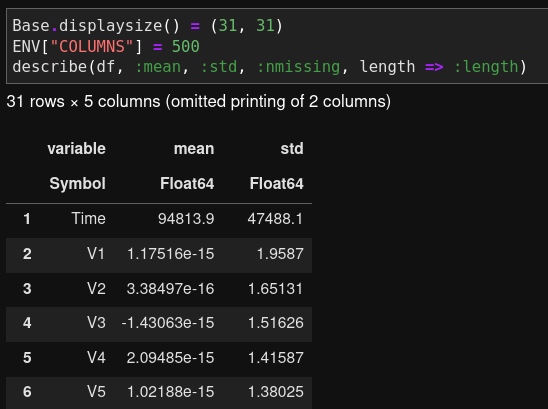 Base.displaysize() = (31, 31)
ENV["COLUMNS"] = 500
describe(df, :mean, :std, :nmissing, length => :length)
31 rows × 5 columns (omitted printing of 2 columns)
variable mean std
Symbol Float64 Float64
1 Time 94813.9 47488.1
2 V1 1.17516e-15 1.9587
3 V2 3.38497e-16 1.65131
4 V3 -1.43063e-15 1.51626
5 V4 2.09485e-15 1.41587
6 V5 1.02188e-15 1.38025